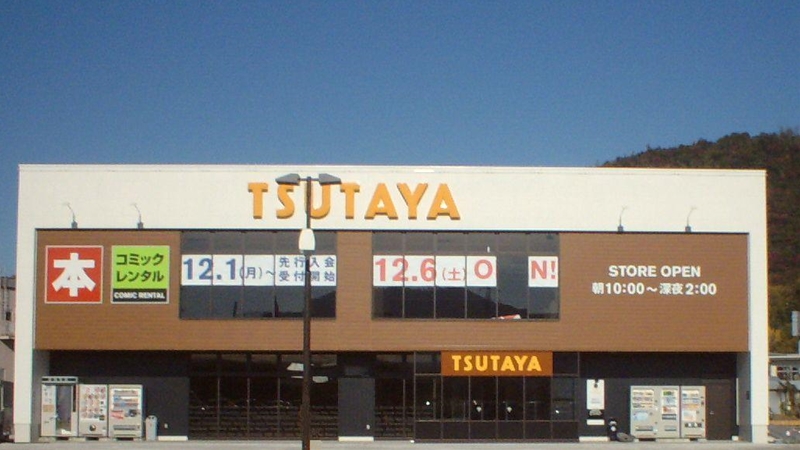 TSUTAYA
本
コミック
レンタル
COMIC RENTAL
12.1(月)~
先行入会
受付開始
12.6(土)O N!
STORE OPEN
朝10:00~深夜2:00
TSUTAYA